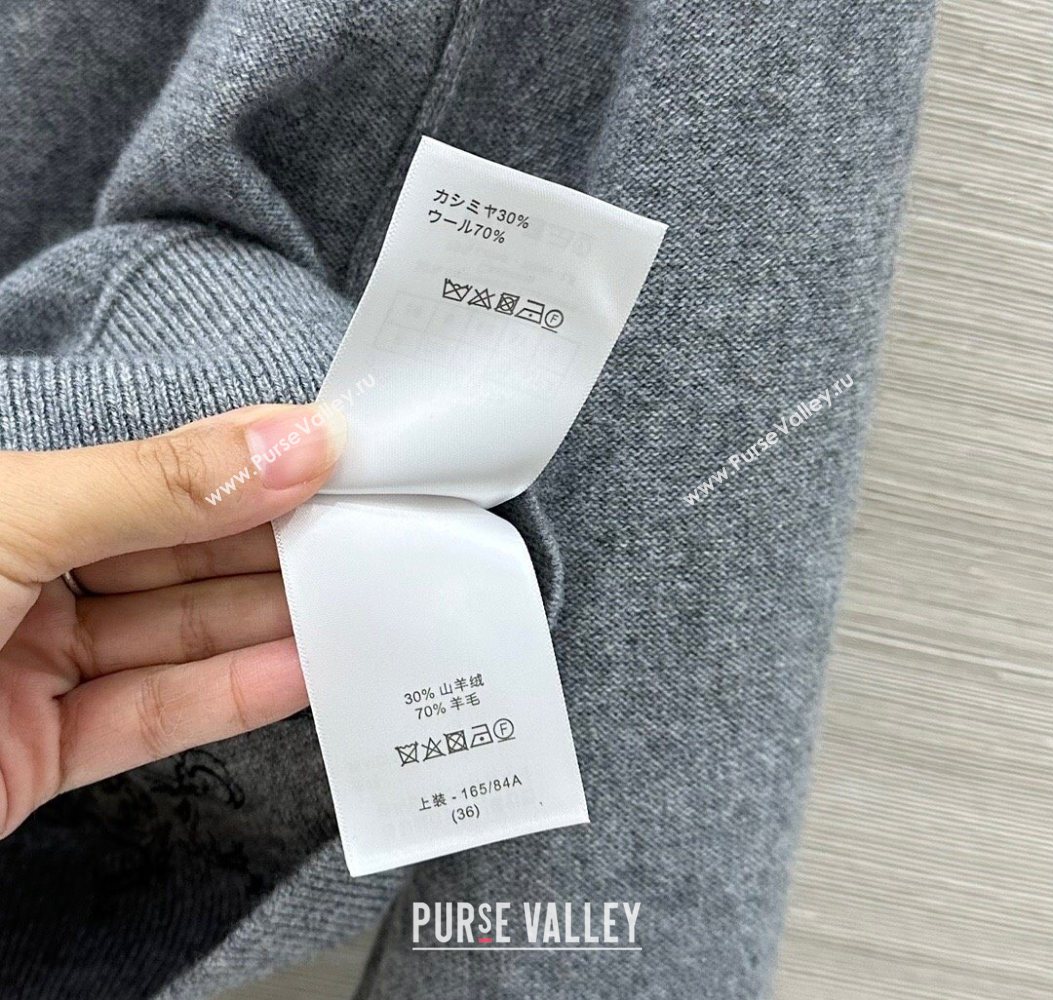 カシミヤ30%
ウール70%
F
www.PurseValley.ru
www.PurseValley.ru
30% 山羊绒
70% 羊毛
F
上装 - 165/84A
(36)
PURSE VALLEY